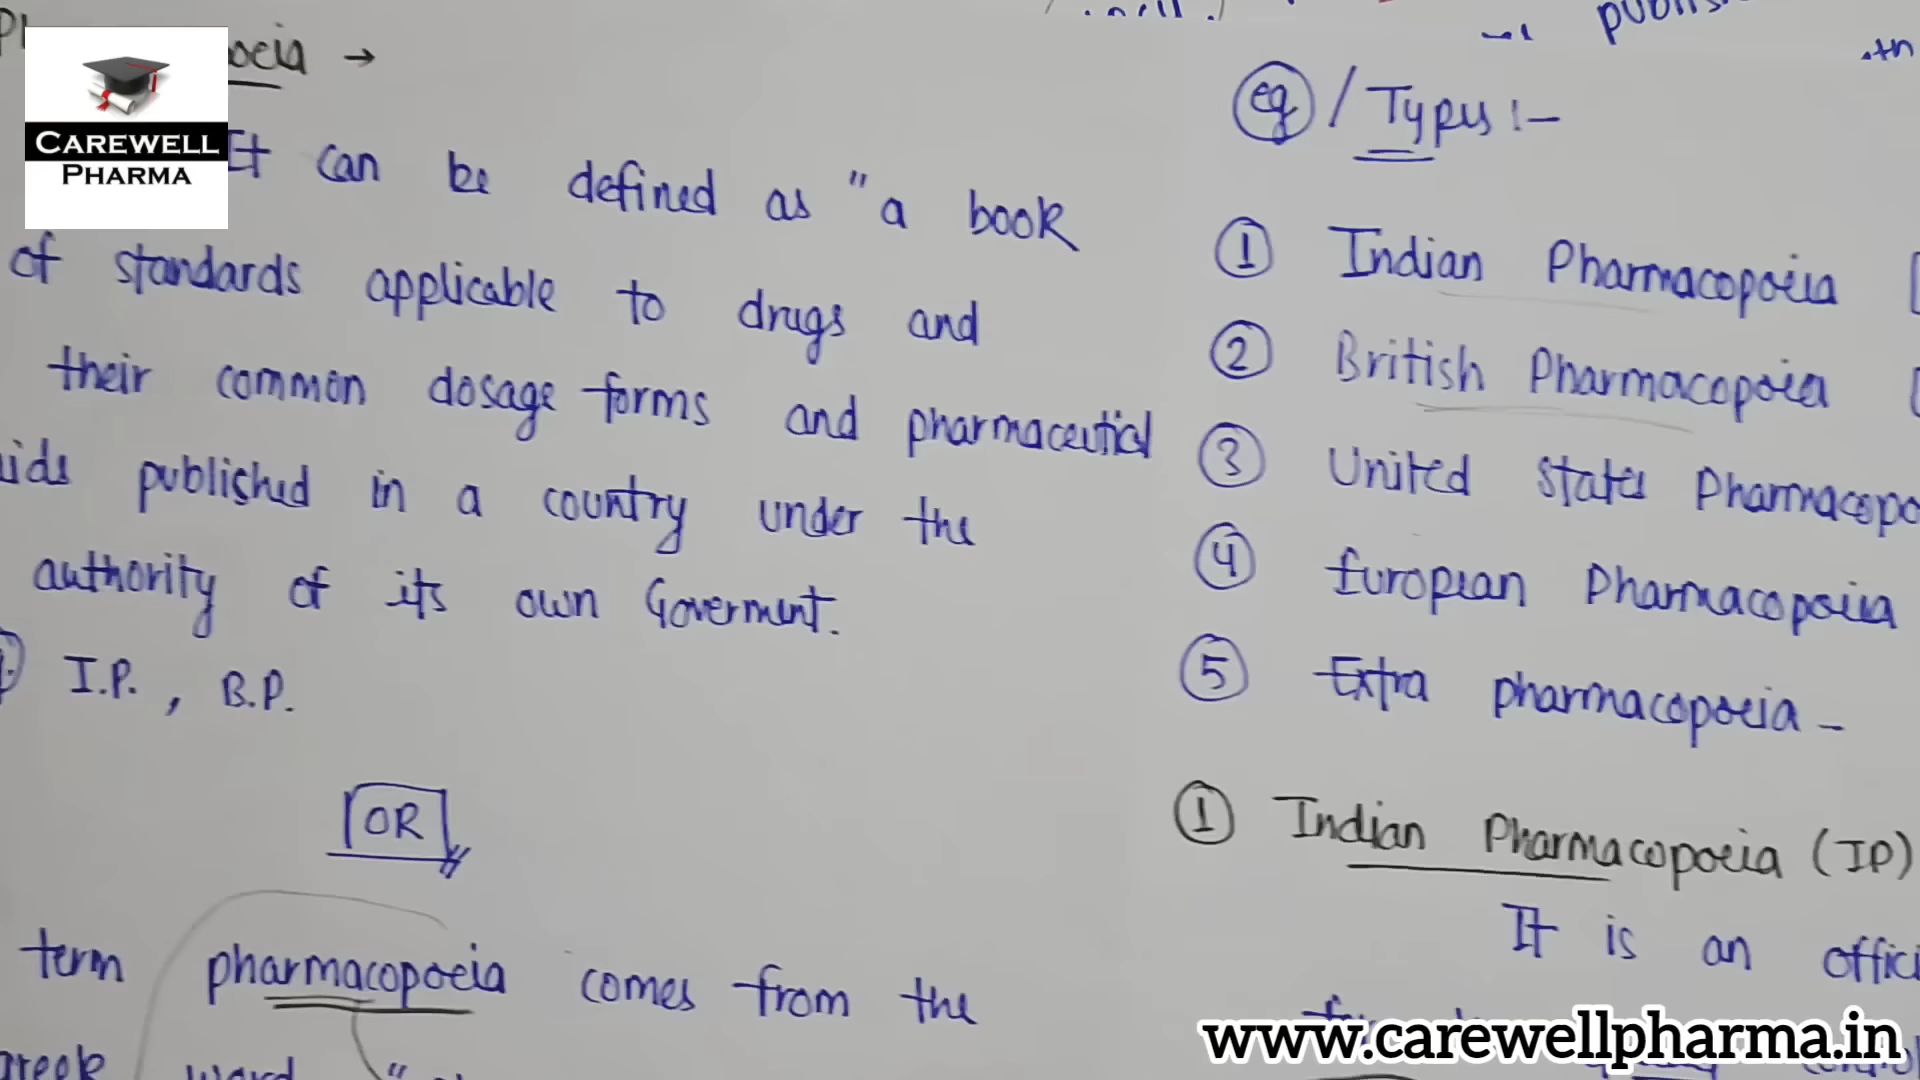 CAREWELL
PHARMA
It can be defined as "a book
of standards applicable to drugs and
their common dosage forms and pharmaceutical
published in a country under the
authority of its own Goverment.
I.P., B.P.
OR
term pharmacopoeia comes from the
word "
eg / Types :-
① Indian Pharmacopoeia [
② British Pharmacopoeia [
③ United States Pharmacopo
④ European Pharmacopoeia
⑤ Extra pharmacopoeia -
① Indian Pharmacopoeia (IP)
It is an offici
www.carewellpharma.in